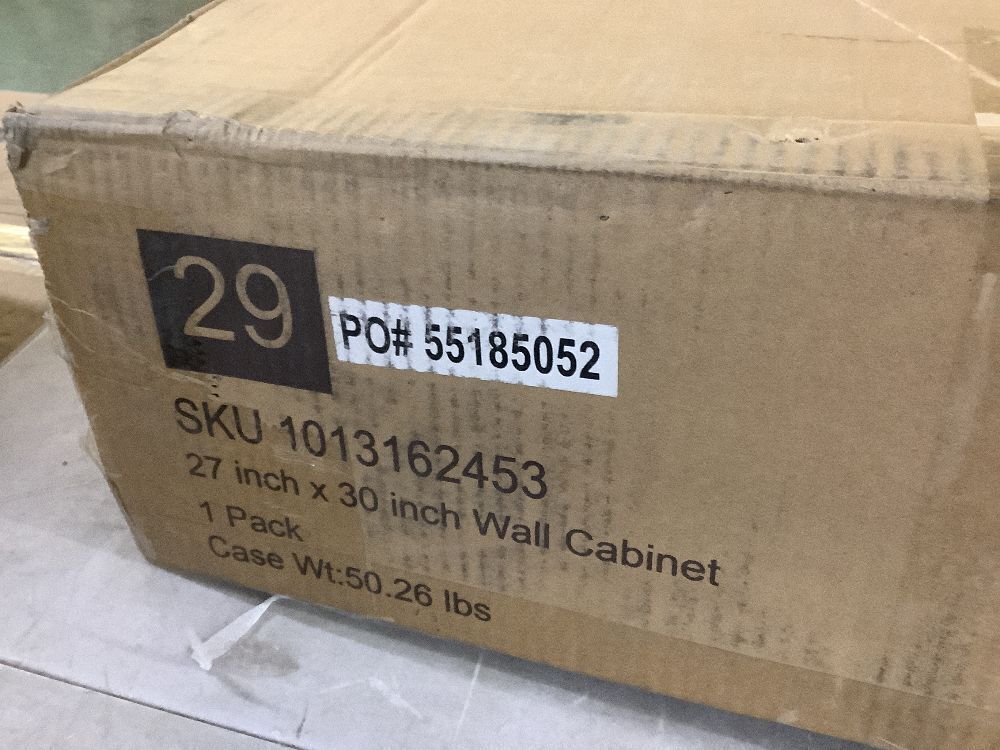 29
PO# 55185052
SKU 1013162453
27 inch x 30 inch Wall Cabinet
1 Pack
Case Wt:50.26 lbs